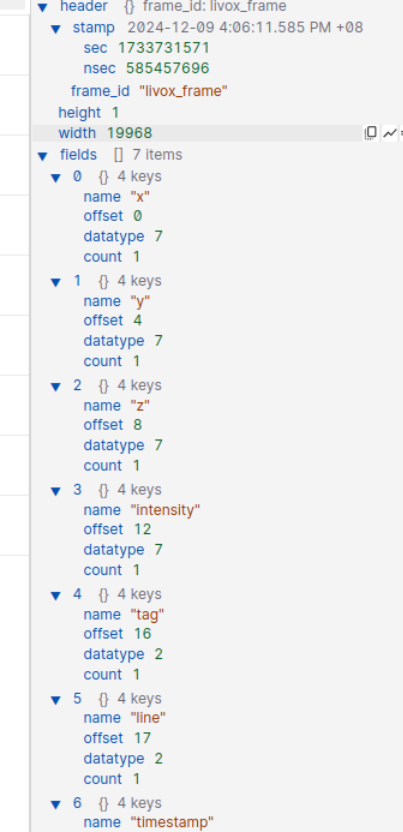 header {} frame_id: livox_frame
stamp 2024-12-09 4:06:11.585 PM +08
sec 1733731571
nsec 585457696
frame_id "livox_frame"
height 1
width 19968
fields [] 7 items
0 {} 4 keys
name "x"
offset 0
datatype 7
count 1
1 {} 4 keys
name "y"
offset 4
datatype 7
count 1
2 {} 4 keys
name "z"
offset 8
datatype 7
count 1
3 {} 4 keys
name "intensity"
offset 12
datatype 7
count 1
4 {} 4 keys
name "tag"
offset 16
datatype 2
count 1
5 {} 4 keys
name "line"
offset 17
datatype 2
count 1
6 {} 4 keys
name "timestamp"